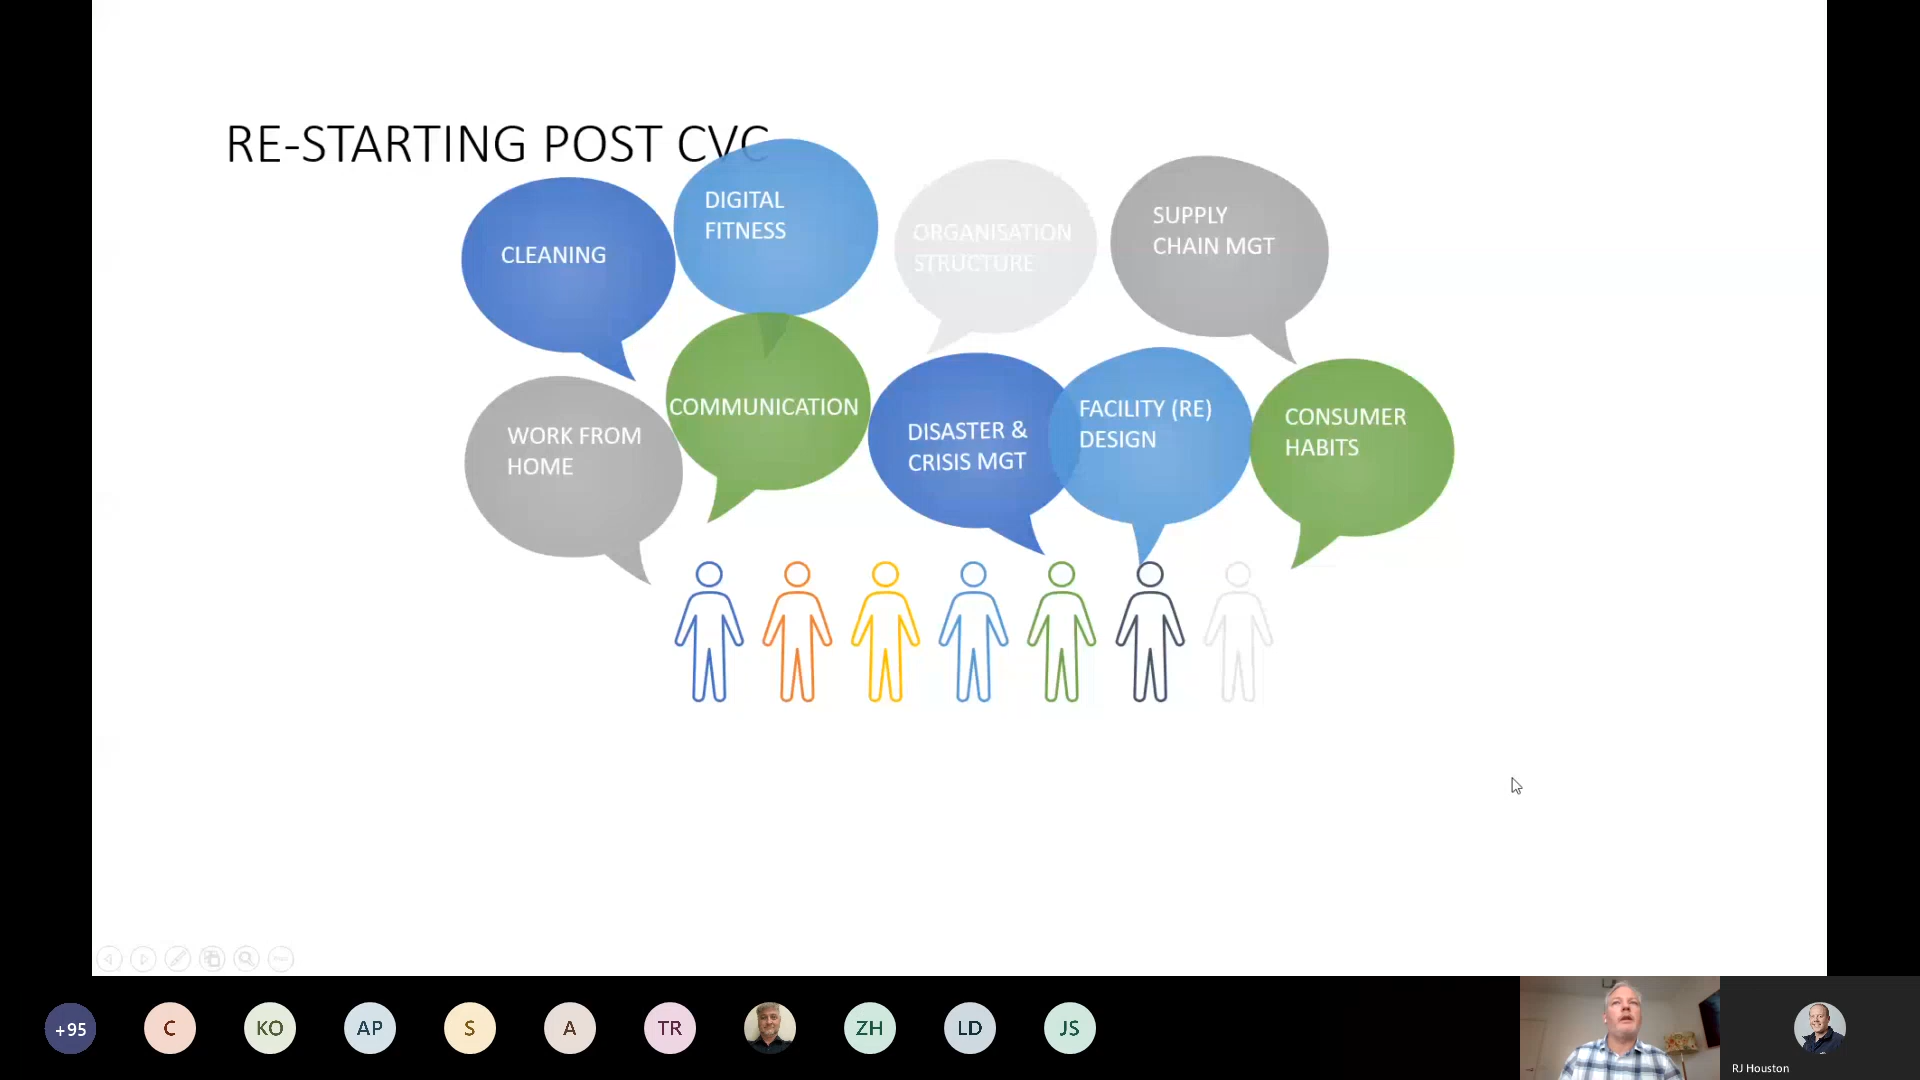 RE-STARTING POST CVC
CLEANING
DIGITAL
FITNESS
ORGANISATION
STRUCTURE
SUPPLY
CHAIN MGT
WORK FROM
HOME
COMMUNICATION
DISASTER &
CRISIS MGT
FACILITY (RE)
DESIGN
CONSUMER
HABITS
+95
C
KO
AP
S
A
TR
ZH
LD
JS
RJ Houston